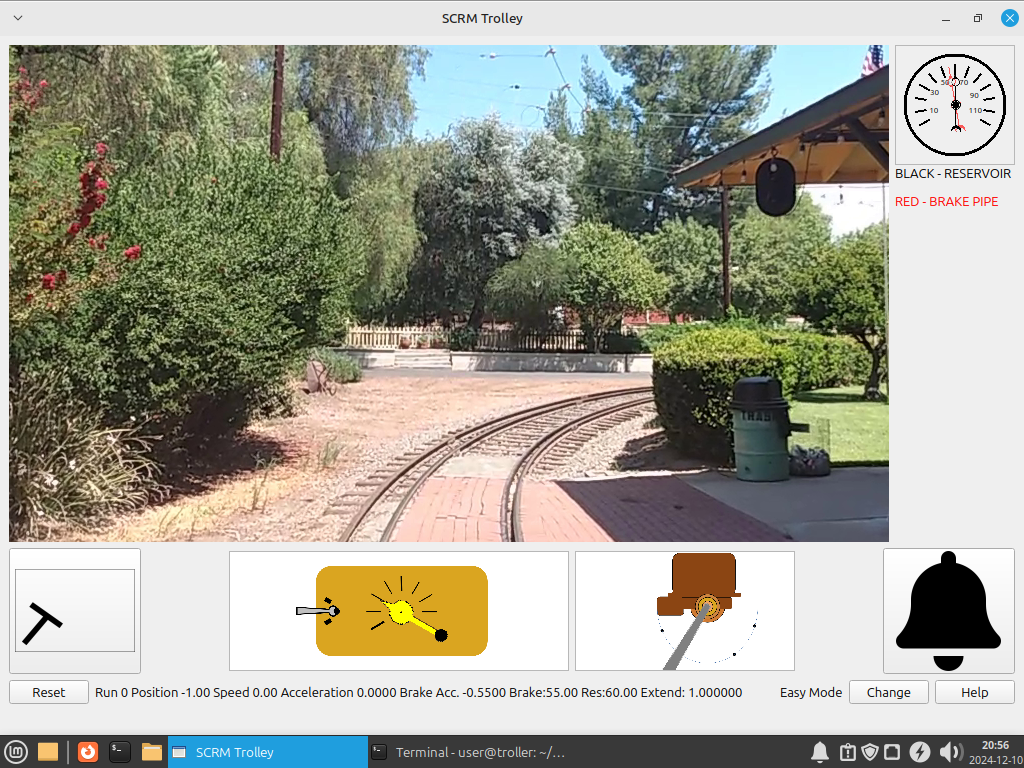 SCRM Trolley
50 70
30 90
10 110
BLACK - RESERVOIR
RED - BRAKE PIPE
TRASH
Reset
Run 0 Position -1.00 Speed 0.00 Acceleration 0.0000 Brake Acc. -0.5500 Brake:55.00 Res:60.00 Extend: 1.000000
Easy Mode
Change
Help
SCRM Trolley
Terminal - user@troller: ~/...
20:56
2024-12-10